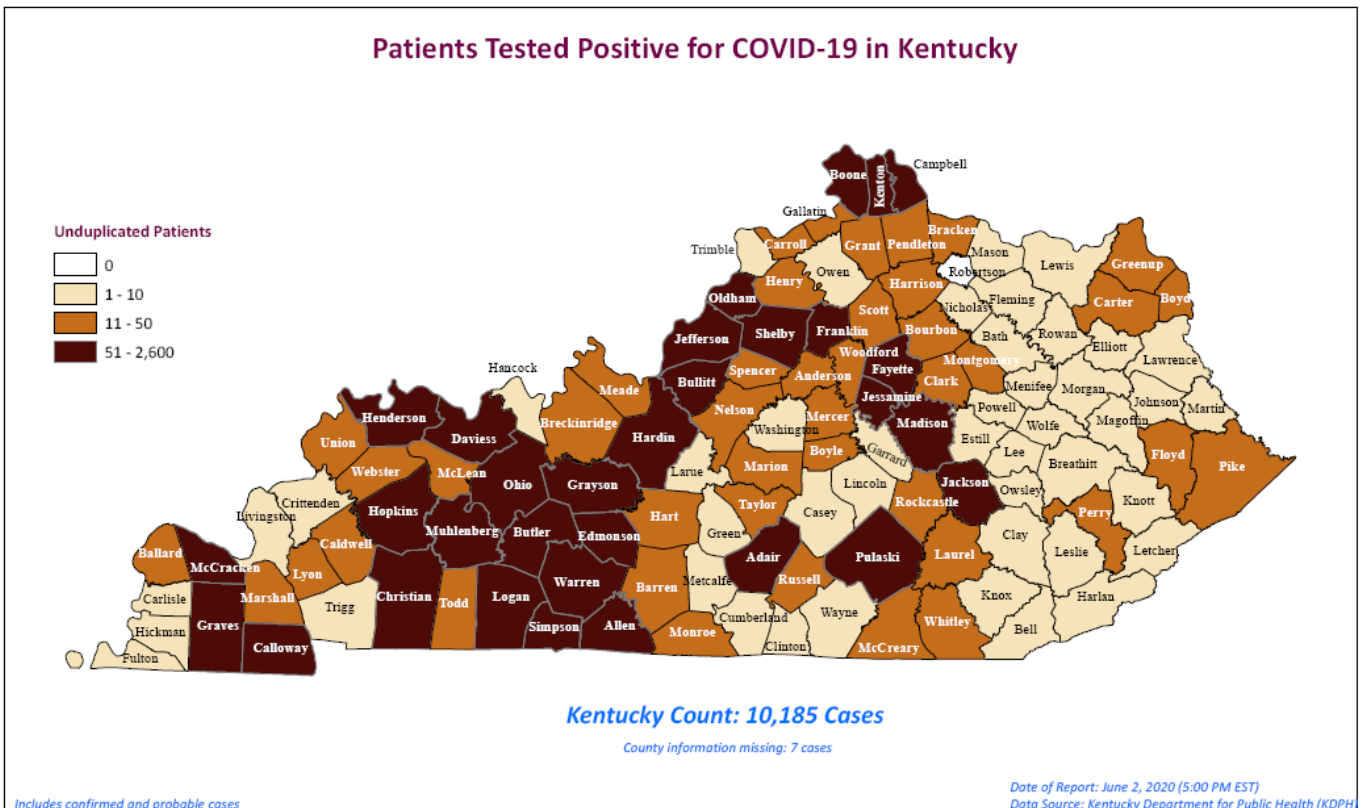 Patients Tested Positive for COVID-19 in Kentucky
Unduplicated Patients
0
1 - 10
11 - 50
51 - 2,600
Boone
Kenton
Campbell
Gallatin
Trimble
Carroll
Grant
Pendleton
Bracken
Mason
Lewis
Greenup
Owen
Henry
Harrison
Robertson
Carter
Boyd
Oldham
Nicholas
Fleming
Scott
Rowan
Jefferson
Shelby
Franklin
Bourbon
Bath
Elliott
Lawrence
Woodford
Fayette
Montgomery
Hancock
Meade
Bullitt
Spencer
Anderson
Clark
Menifee
Morgan
Jessamine
Johnson
Martin
Henderson
Breckinridge
Nelson
Mercer
Washington
Madison
Powell
Wolfe
Magoffin
Union
Daviess
Hardin
Boyle
Garrard
Estill
Lee
Breathitt
Floyd
Pike
Webster
McLean
Larue
Marion
Ohio
Grayson
Lincoln
Jackson
Owsley
Knott
Crittenden
Livingston
Hopkins
Hart
Taylor
Casey
Rockcastle
Perry
Muhlenberg
Butler
Edmonson
Green
Clay
Leslie
Letcher
Ballard
McCracken
Caldwell
Lyon
Adair
Pulaski
Laurel
Warren
Barren
Metcalfe
Russell
Carlisle
Marshall
Trigg
Christian
Todd
Logan
Knox
Harlan
Hickman
Graves
Simpson
Allen
Monroe
Cumberland
Wayne
Whitley
Bell
Fulton
Calloway
Clinton
McCreary
Kentucky Count: 10,185 Cases
County information missing: 7 cases
Includes confirmed and probable cases
Date of Report: June 2, 2020 (5:00 PM EST)
Data Source: Kentucky Department for Public Health (KDPH)